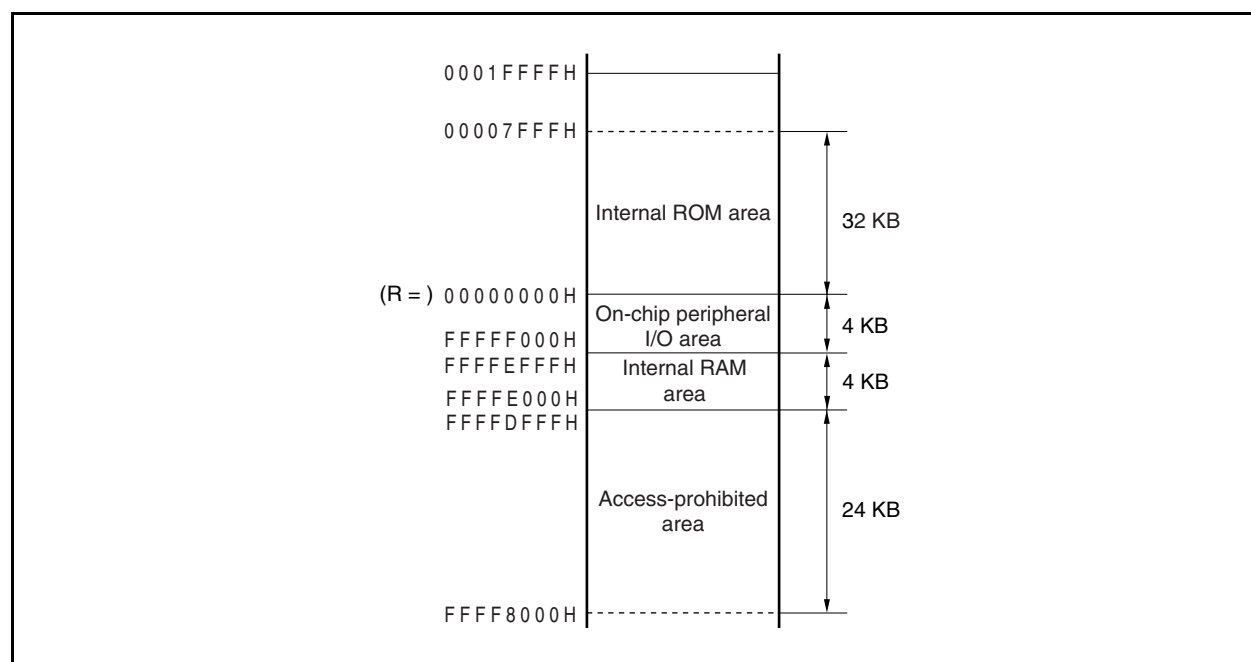 0001FFFFH
00007FFFH
Internal ROM area
32 KB
(R = ) 00000000H
On-chip peripheral
I/O area
4 KB
FFFFF000H
FFFFEFFFH
Internal RAM
area
4 KB
FFFFE000H
FFFFDFFFH
Access-prohibited
area
24 KB
FFFF8000H